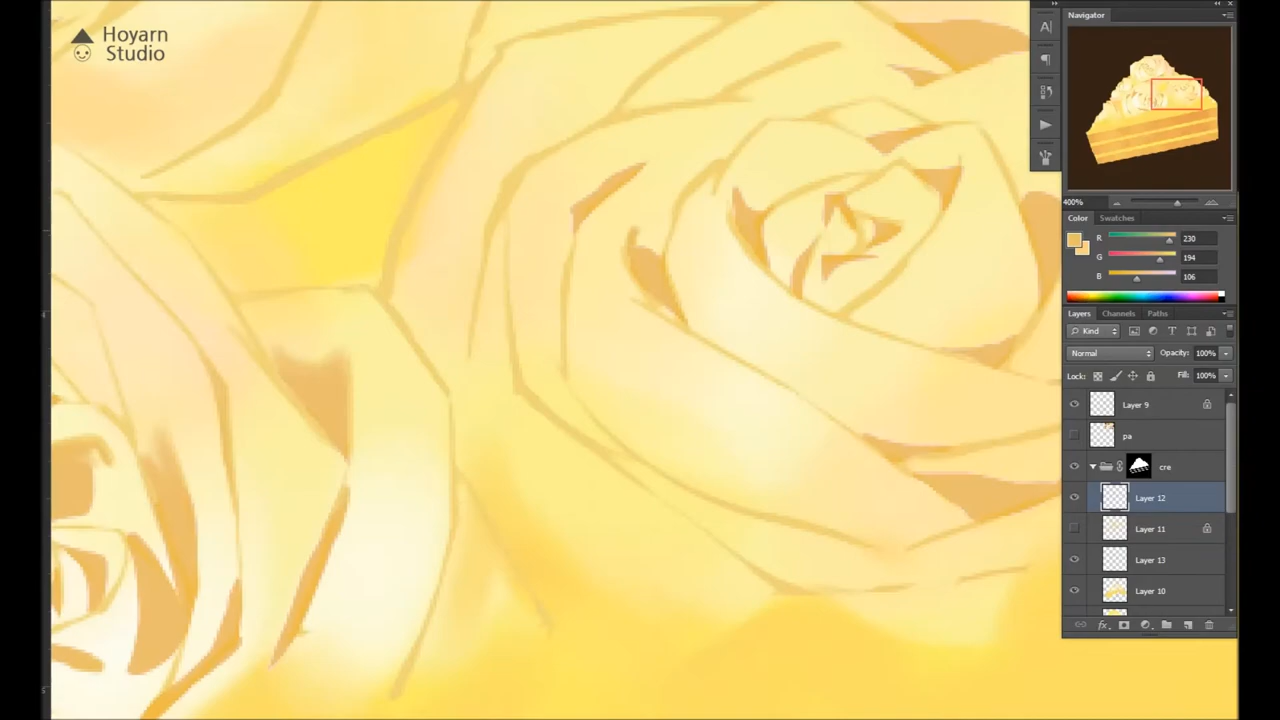 Hoyarn
Studio
A|
Navigator
400%
Color Swatches
R 230
G 194
B 106
Layers Channels Paths
Kind T
Normal Opacity: 100%
Lock: Fill: 100%
Layer 9
pa
cre
Layer 12
Layer 11
Layer 13
Layer 10
fx